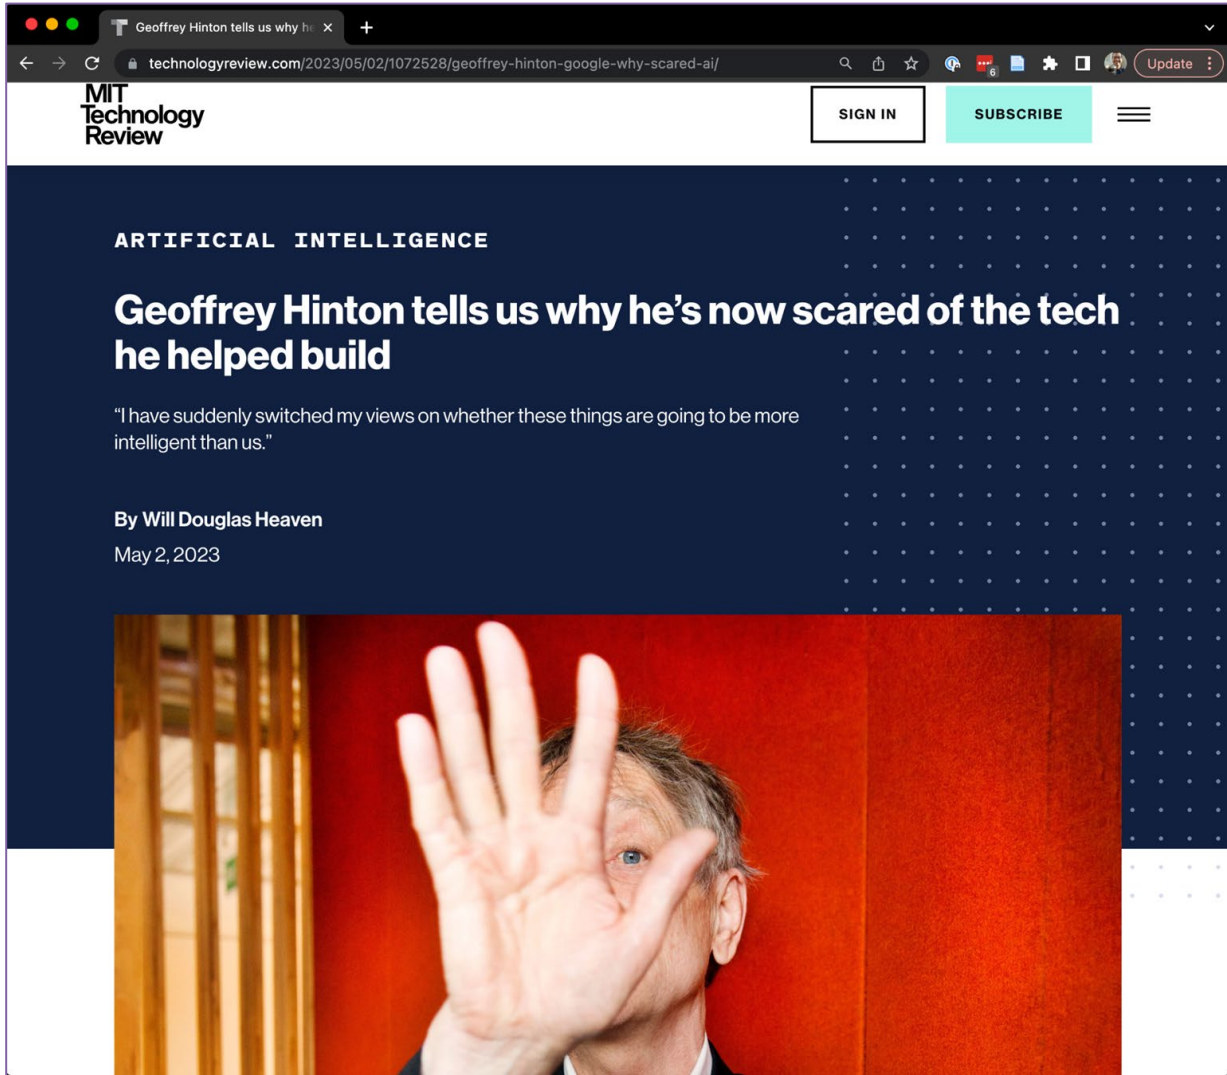 Geoffrey Hinton tells us why he
technologyreview.com/2023/05/02/1072528/geoffrey-hinton-google-why-scared-ai/
6
Update
MIT
Technology
Review
SIGN IN
SUBSCRIBE
ARTIFICIAL INTELLIGENCE
Geoffrey Hinton tells us why he’s now scared of the tech
he helped build
“I have suddenly switched my views on whether these things are going to be more
intelligent than us.”
By Will Douglas Heaven
May 2, 2023